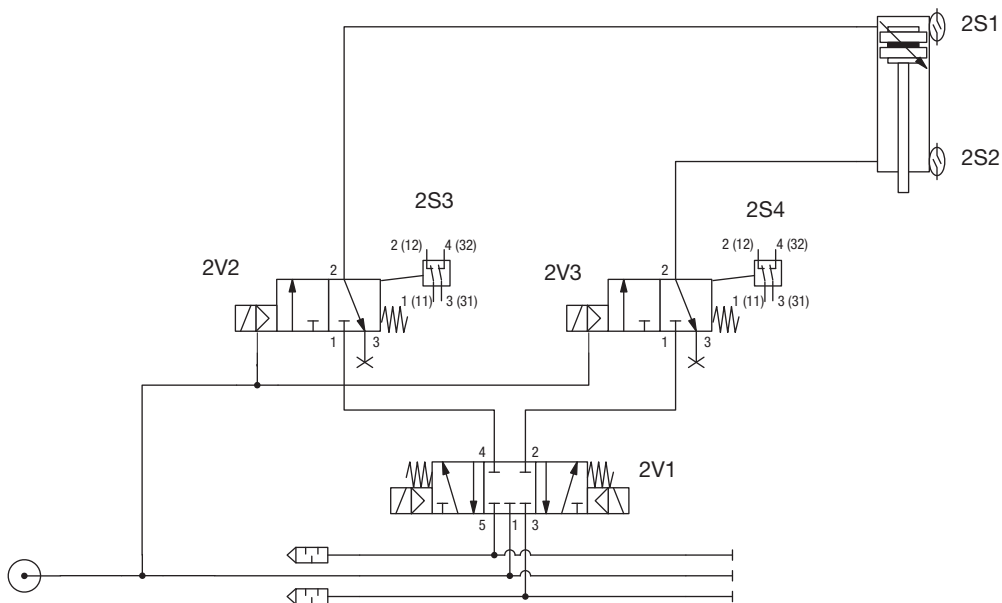 2S1
2S2
2S3
2S4
2 (12) 4 (32)
2 (12) 4 (32)
2V2
2
2V3
2
1 (11) 3 (31)
1 (11) 3 (31)
1 3
1 3
4 2
2V1
5 1 3